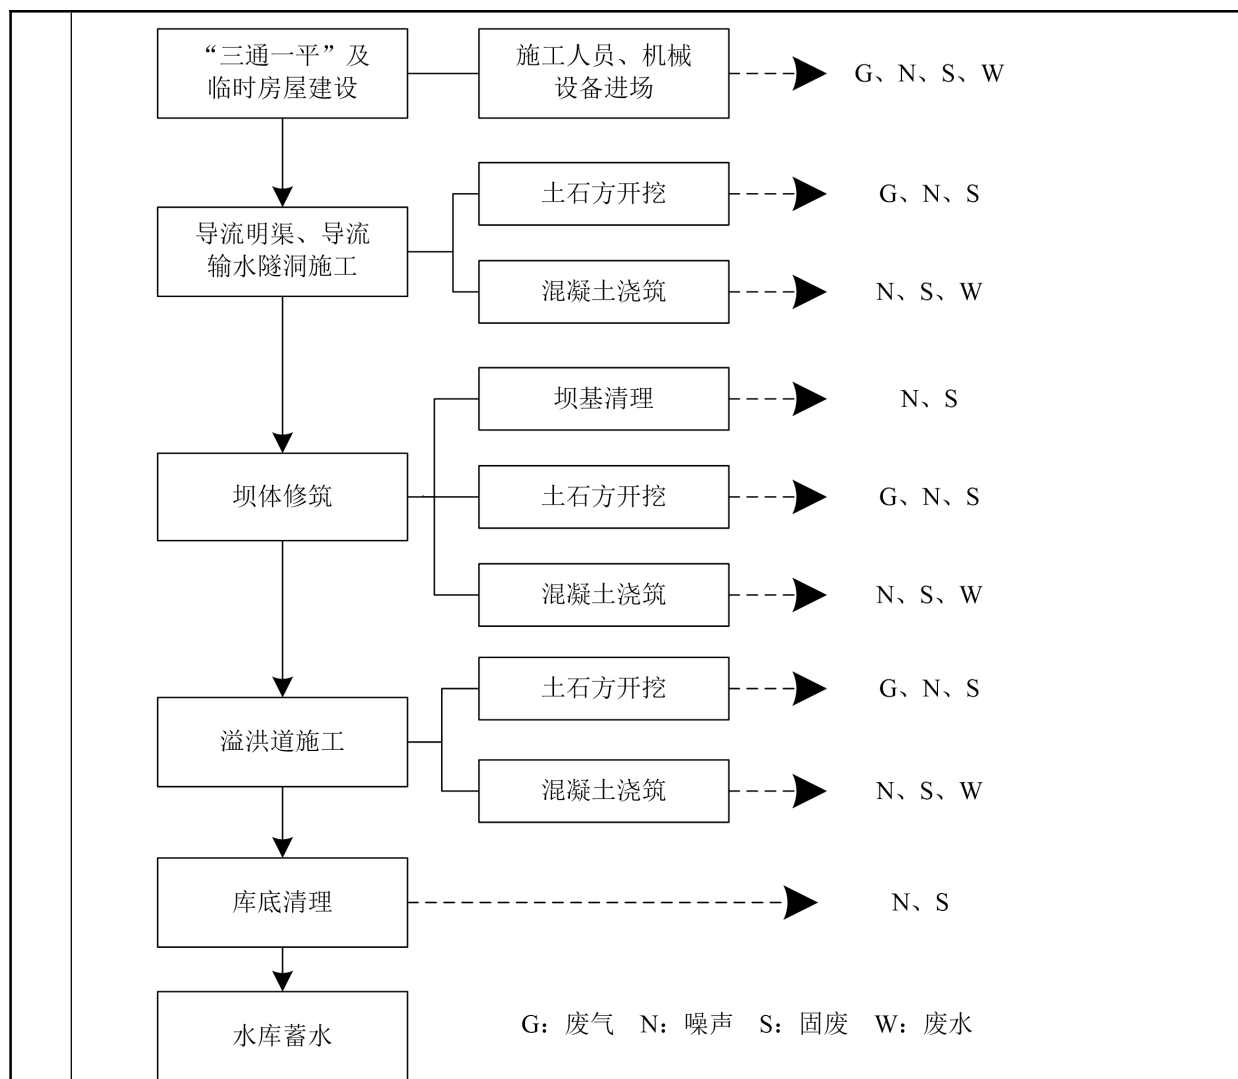 “三通一平”及
临时房屋建设
施工人员、机械
设备进场
G、N、S、W
导流明渠、导流
输水隧洞施工
土石方开挖
G、N、S
混凝土浇筑
N、S、W
坝体修筑
坝基清理
N、S
土石方开挖
G、N、S
混凝土浇筑
N、S、W
溢洪道施工
土石方开挖
G、N、S
混凝土浇筑
N、S、W
库底清理
N、S
水库蓄水
G：废气 N：噪声 S：固废 W：废水